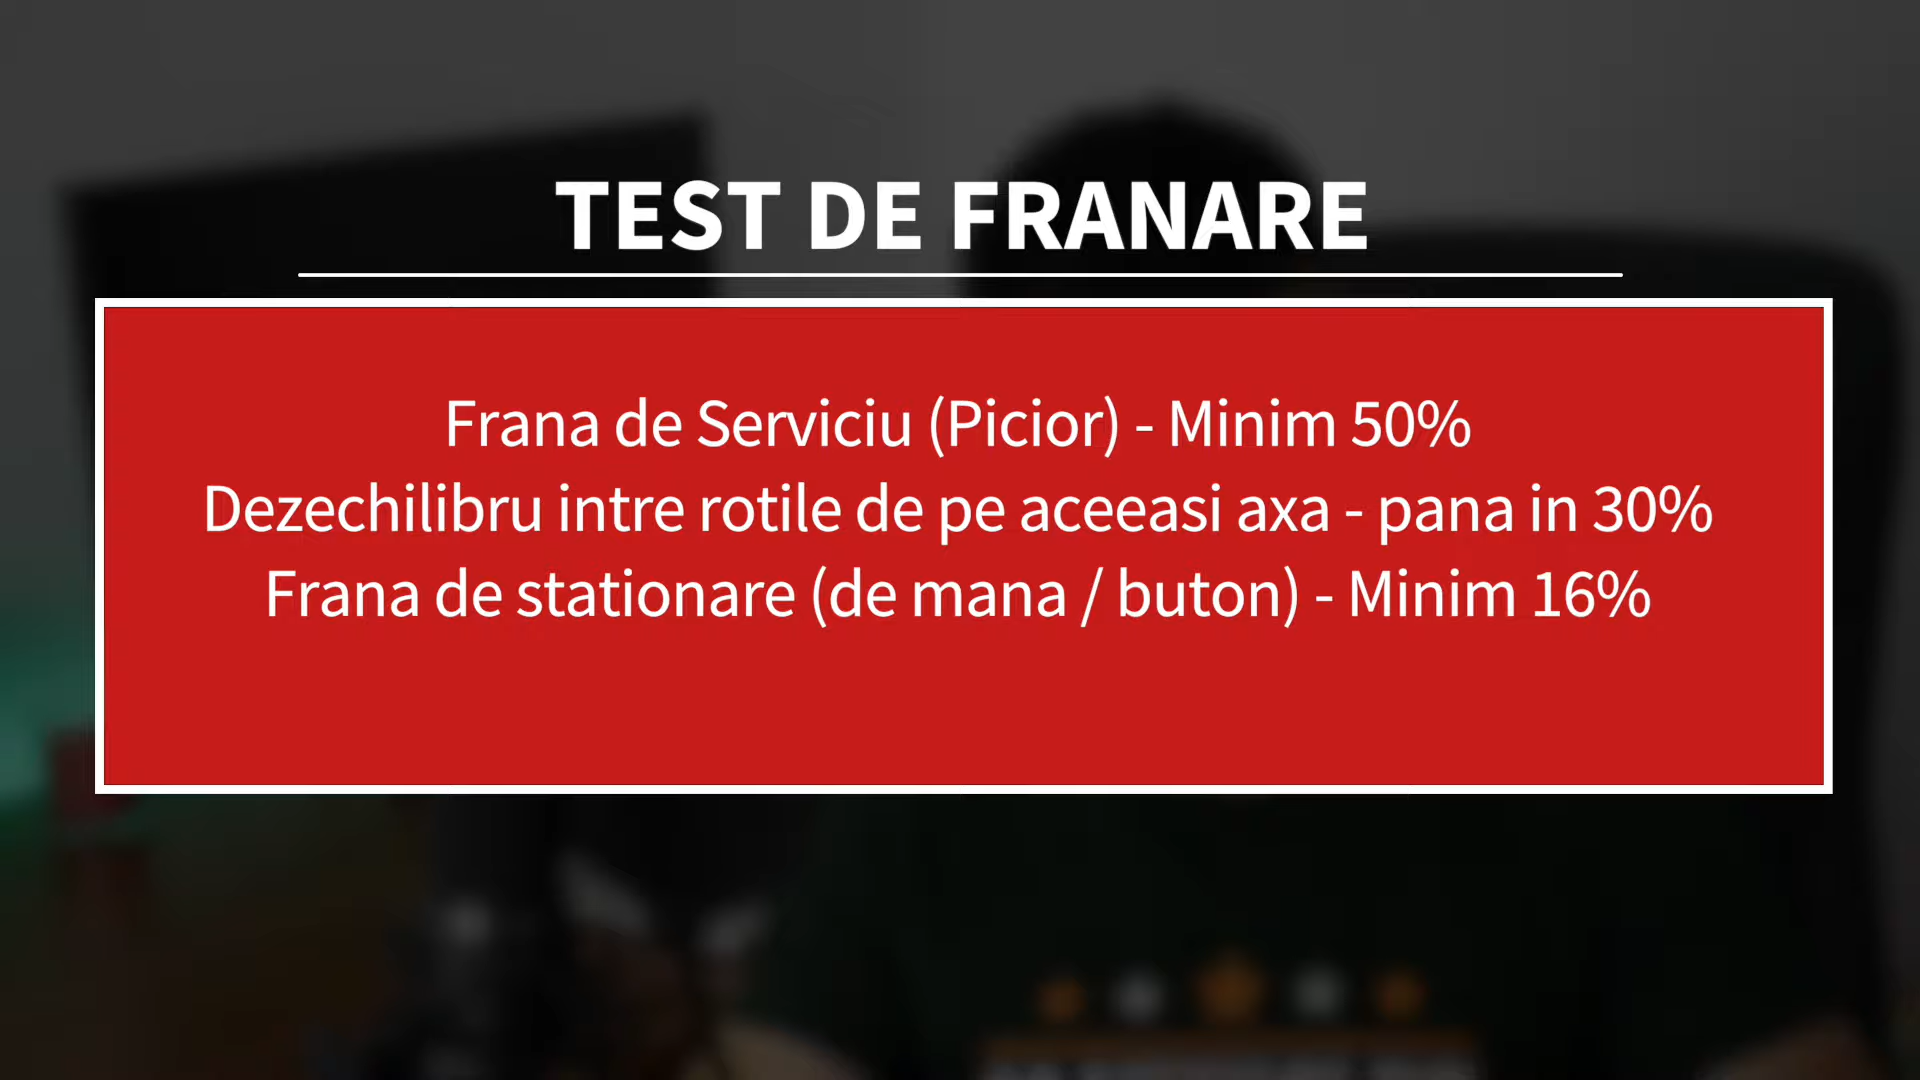 TEST DE FRANARE
Frana de Serviciu (Picior) - Minim 50%
Dezechilibru intre rotile de pe aceeasi axa - pana in 30%
Frana de stationare (de mana / buton) - Minim 16%